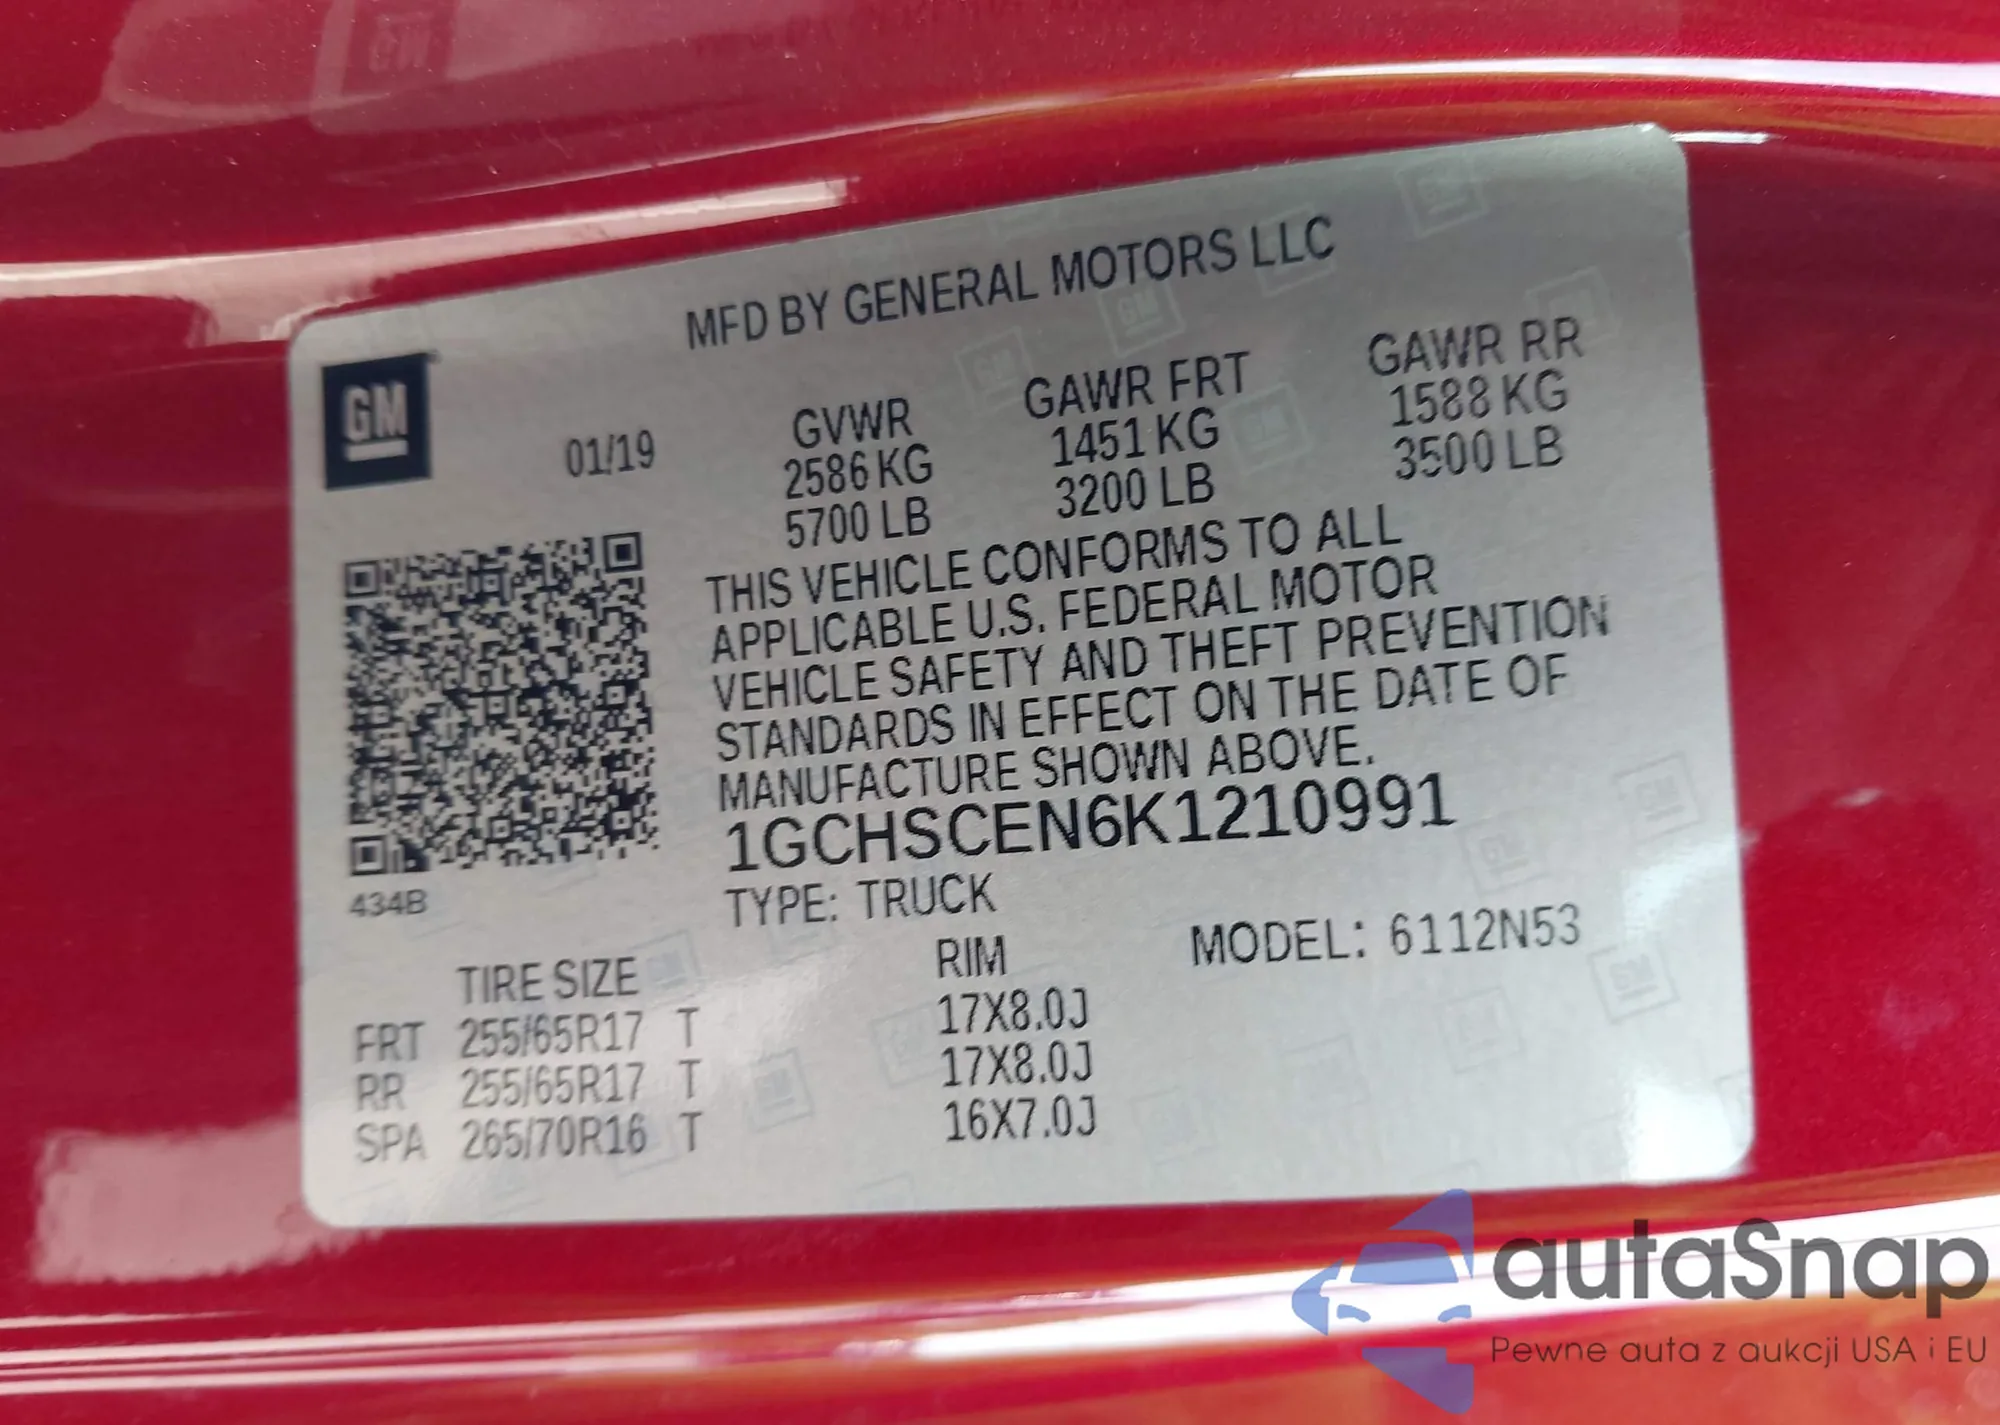 MFD BY GENERAL MOTORS LLC
GM
01/19
GVWR
2586 KG
5700 LB
GAWR FRT
1451 KG
3200 LB
GAWR RR
1588 KG
3500 LB
THIS VEHICLE CONFORMS TO ALL
APPLICABLE U.S. FEDERAL MOTOR
VEHICLE SAFETY AND THEFT PREVENTION
STANDARDS IN EFFECT ON THE DATE OF
MANUFACTURE SHOWN ABOVE.
1GCHSCEN6K1210991
434B
TYPE: TRUCK
MODEL: 6112N53
TIRE SIZE RIM
FRT 255/65R17 T 17X8.0J
RR 255/65R17 T 17X8.0J
SPA 265/70R16 T 16X7.0J
autaSnap
Pewne auta z aukcji USA i EU